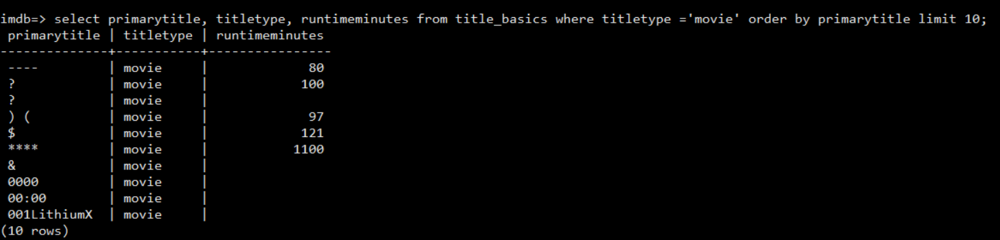 imdb=> select primarytitle, titletype, runtimeminutes from title_basics where titletype ='movie' order by primarytitle limit 10;
 primarytitle | titletype | runtimeminutes
--------------+-----------+----------------
 ----         | movie     |             80
 ?            | movie     |            100
 ?            | movie     |
 ) (          | movie     |             97
 $            | movie     |            121
 ****         | movie     |           1100
 &            | movie     |
 0000         | movie     |
 00:00        | movie     |
 001LithiumX  | movie     |
(10 rows)